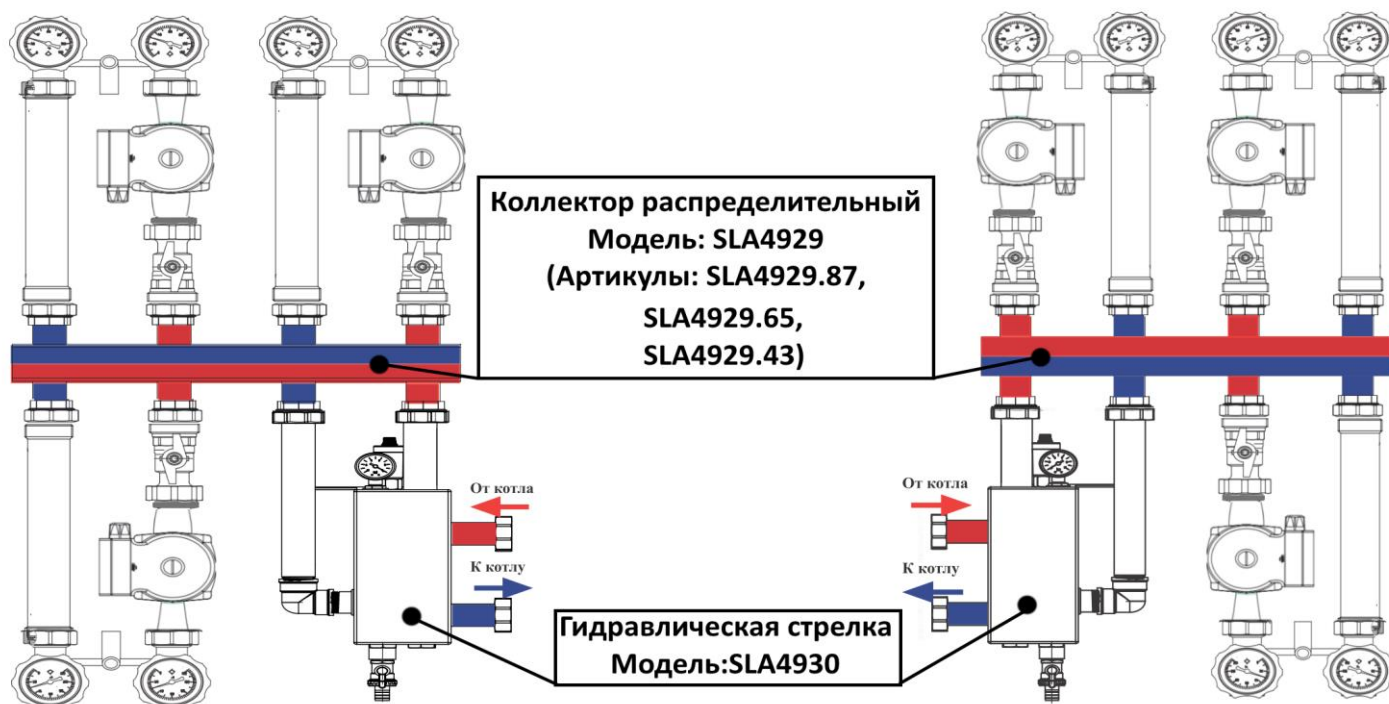 Коллектор распределительный
Модель: SLA4929
(Артикулы: SLA4929.87,
SLA4929.65,
SLA4929.43)
От котла
К котлу
От котла
К котлу
Гидравлическая стрелка
Модель:SLA4930